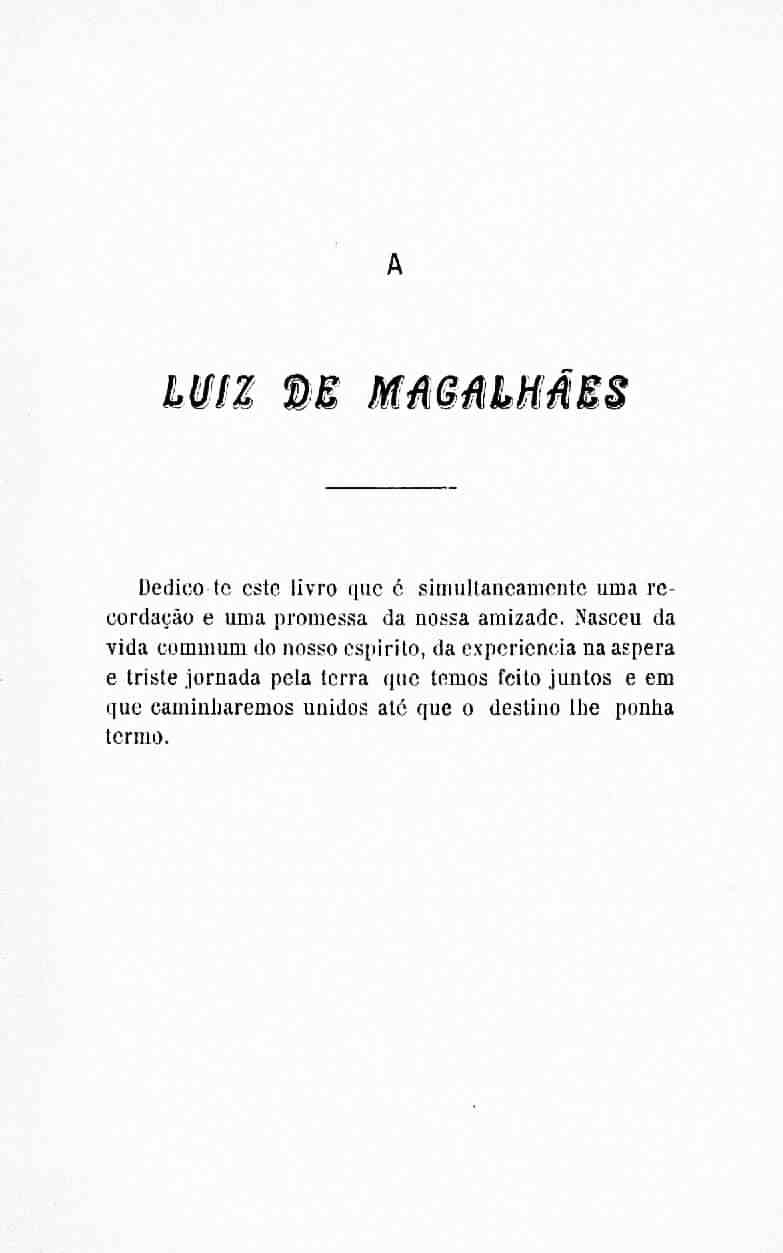 A
LUIZ DE MAGALHÃES
Dedico-te este livro que é simultaneamente uma re-
cordação e uma promessa da nossa amizade. Nasceu da
vida commum do nosso espirito, da experiencia na aspera
e triste jornada pela terra que temos feito juntos e em
que caminharemos unidos até que o destino lhe ponha
termo.